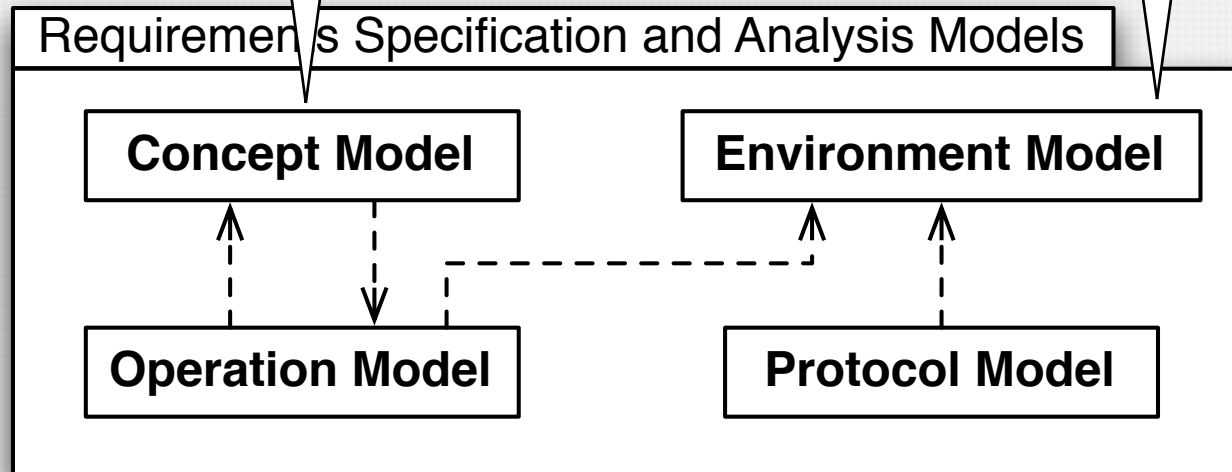 Requirements Specification and Analysis Models
Concept Model
Environment Model
Operation Model
Protocol Model